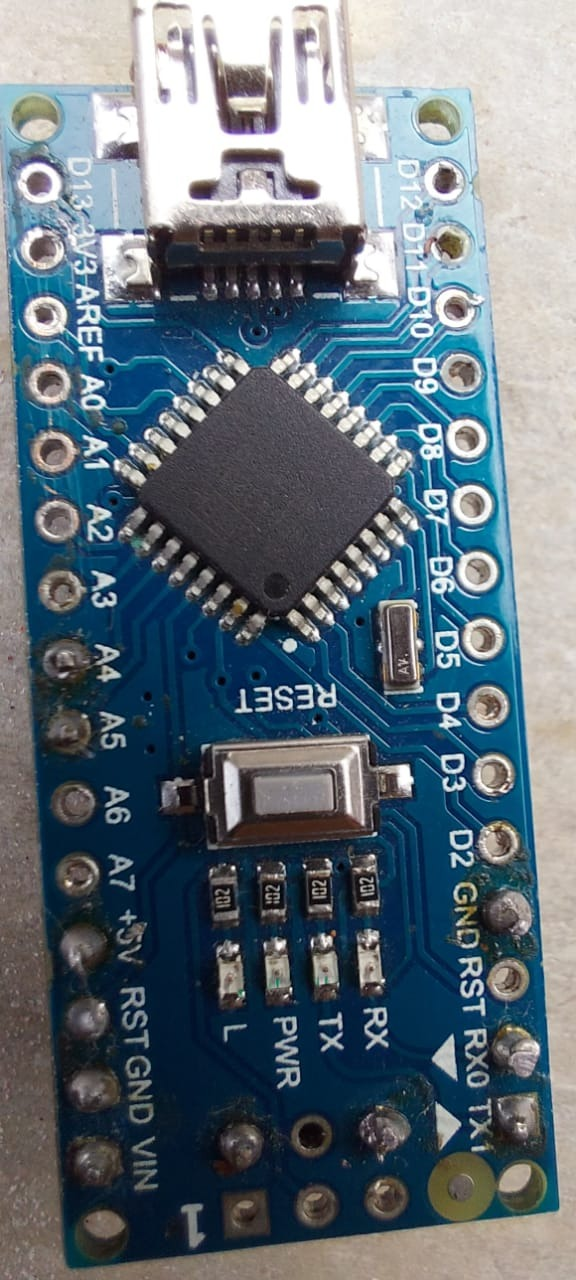 D13
3V3
AREF
A0
A1
A2
A3
A4
A5
A6
A7
+5V
RST
GND
VIN
D12
D11
D10
D9
D8
D7
D6
D5
D4
D3
D2
GND
RST
RX0
TX1
RESET
102
102
102
102
L
PWR
TX
RX
1